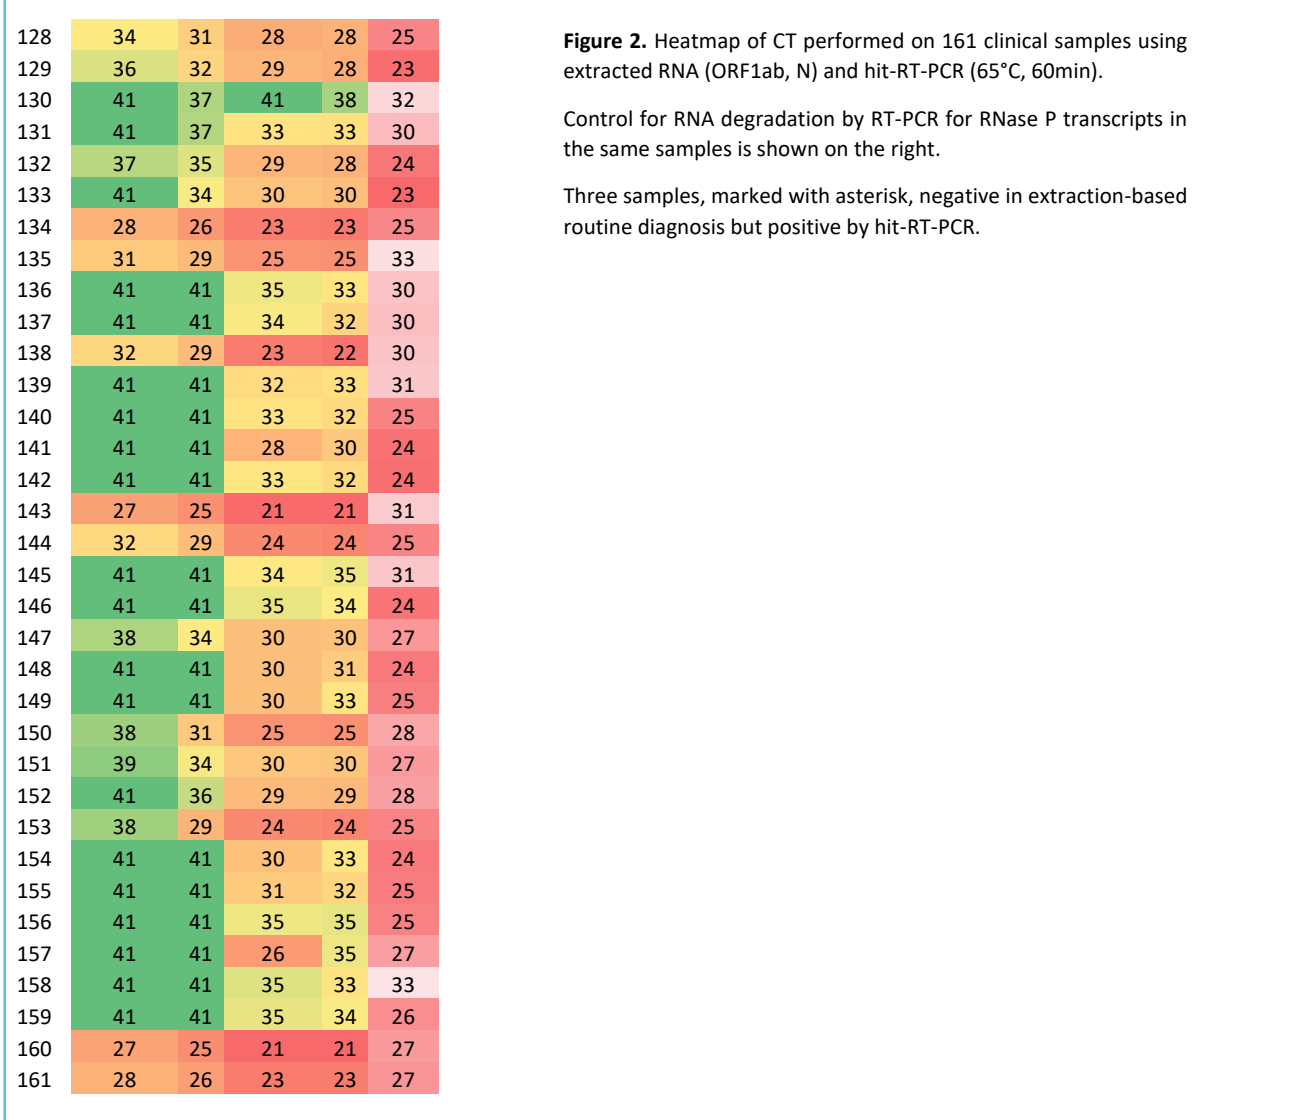 128 34 31 28 28 25
129 36 32 29 28 23
130 41 37 41 38 32
131 41 37 33 33 30
132 37 35 29 28 24
133 41 34 30 30 23
134 28 26 23 23 25
135 31 29 25 25 33
136 41 41 35 33 30
137 41 41 34 32 30
138 32 29 23 22 30
139 41 41 32 33 31
140 41 41 33 32 25
141 41 41 28 30 24
142 41 41 33 32 24
143 27 25 21 21 31
144 32 29 24 24 25
145 41 41 34 35 31
146 41 41 35 34 24
147 38 34 30 30 27
148 41 41 30 31 24
149 41 41 30 33 25
150 38 31 25 25 28
151 39 34 30 30 27
152 41 36 29 29 28
153 38 29 24 24 25
154 41 41 30 33 24
155 41 41 31 32 25
156 41 41 35 35 25
157 41 41 26 35 27
158 41 41 35 33 33
159 41 41 35 34 26
160 27 25 21 21 27
161 28 26 23 23 27
Figure 2. Heatmap of CT performed on 161 clinical samples using
extracted RNA (ORF1ab, N) and hit-RT-PCR (65°C, 60min).
Control for RNA degradation by RT-PCR for RNase P transcripts in
the same samples is shown on the right.
Three samples, marked with asterisk, negative in extraction-based
routine diagnosis but positive by hit-RT-PCR.